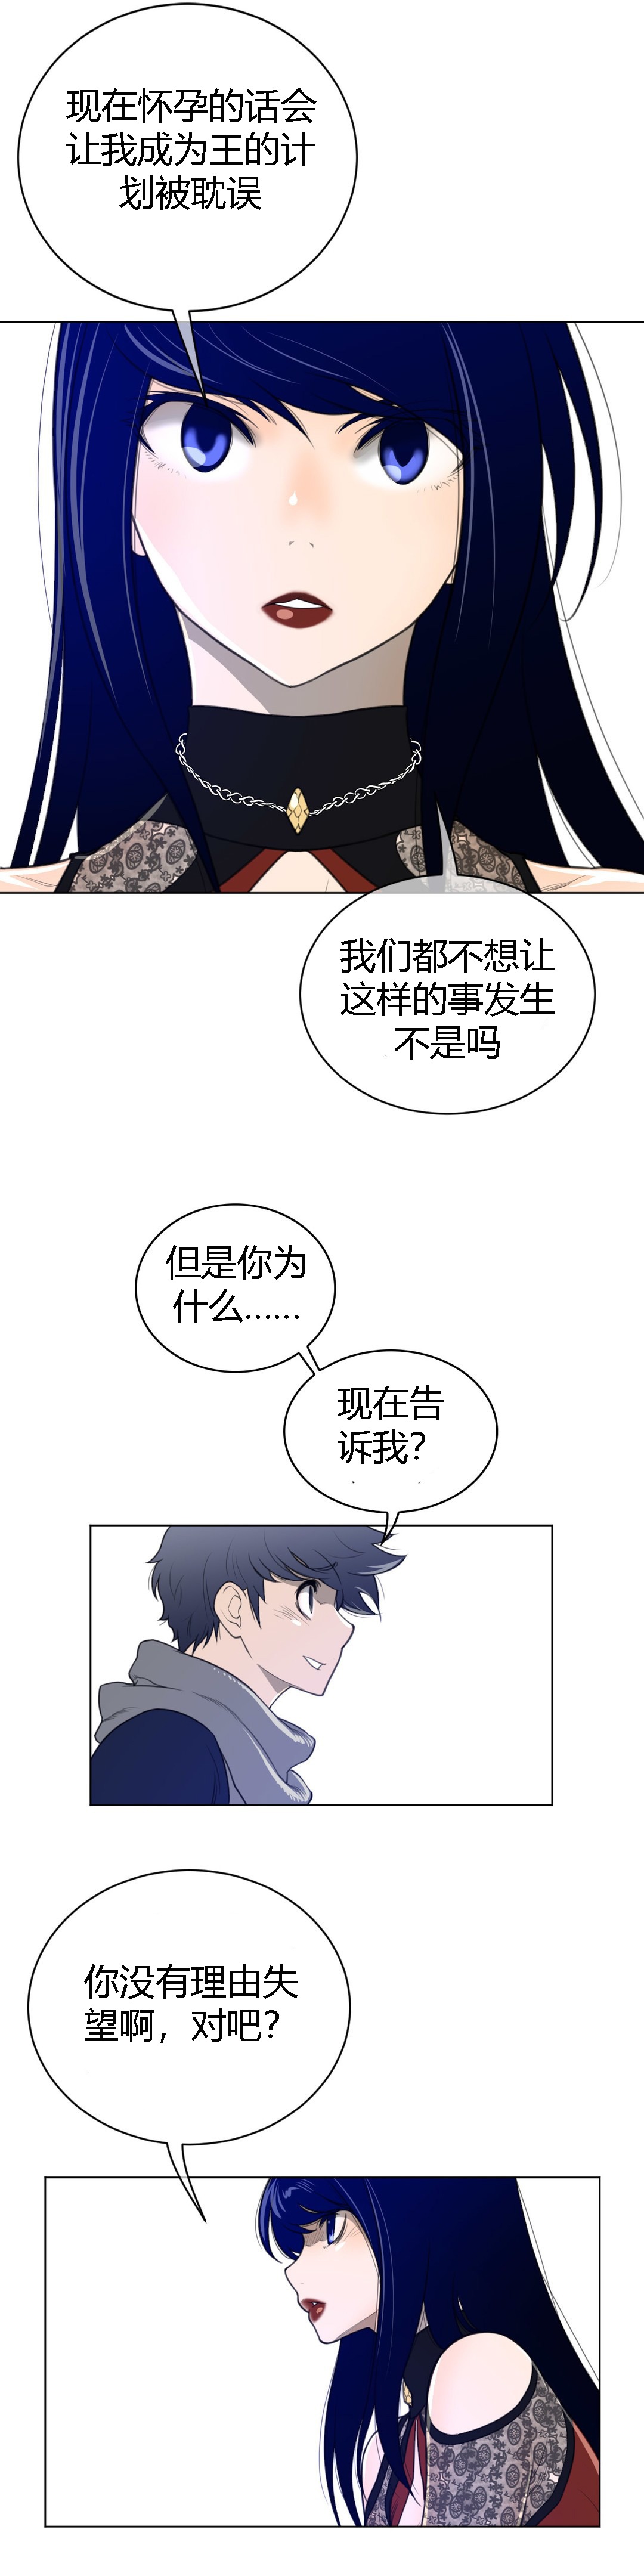 现在怀孕的话会
让我成为王的计
划被耽误
我们都不想让
这样的事发生
不是吗
但是你为
什么……
现在告
诉我？
你没有理由失
望啊，对吧？